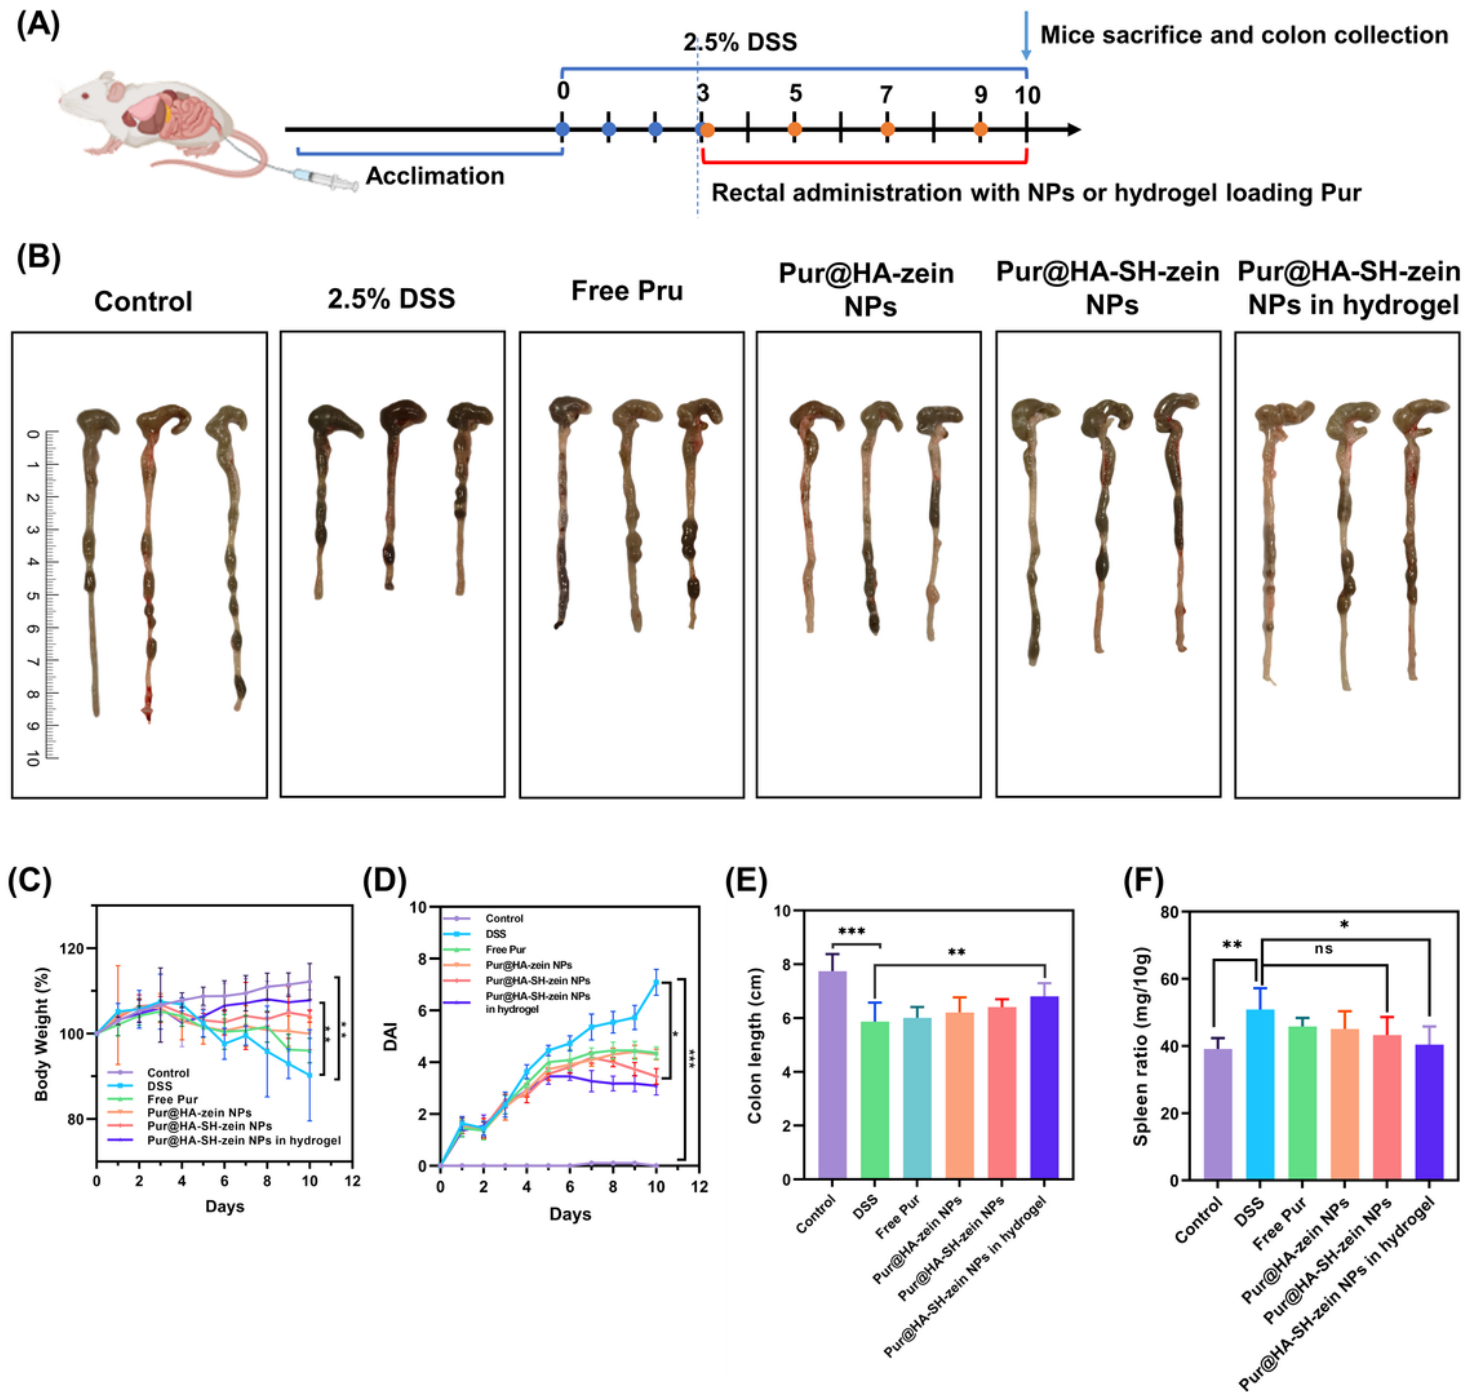 (A)
2.5% DSS
Mice sacrifice and colon collection
0
3
5
7
9
10
Acclimation
Rectal administration with NPs or hydrogel loading Pur
(B)
Control
2.5% DSS
Free Pru
Pur@HA-zein
NPs
Pur@HA-SH-zein
NPs
Pur@HA-SH-zein
NPs in hydrogel
0
1
2
3
4
5
6
7
8
9
10
(C)
Body Weight (%)
120
100
80
Control
DSS
Free Pur
Pur@HA-zein NPs
Pur@HA-SH-zein NPs
Pur@HA-SH-zein NPs in hydrogel
**
**
0
2
4
6
8
10
12
Days
(D)
DAI
10
8
6
4
2
0
Control
DSS
Free Pur
Pur@HA-zein NPs
Pur@HA-SH-zein NPs
Pur@HA-SH-zein NPs
in hydrogel
*
***
0
2
4
6
8
10
12
Days
(E)
Colon length (cm)
10
8
6
4
2
0
***
**
Control
DSS
Free Pur
Pur@HA-zein NPs
Pur@HA-SH-zein NPs
Pur@HA-SH-zein NPs in hydrogel
(F)
Spleen ratio (mg/10g)
80
60
40
20
0
**
*
ns
Control
DSS
Free Pur
Pur@HA-zein NPs
Pur@HA-SH-zein NPs
Pur@HA-SH-zein NPs in hydrogel